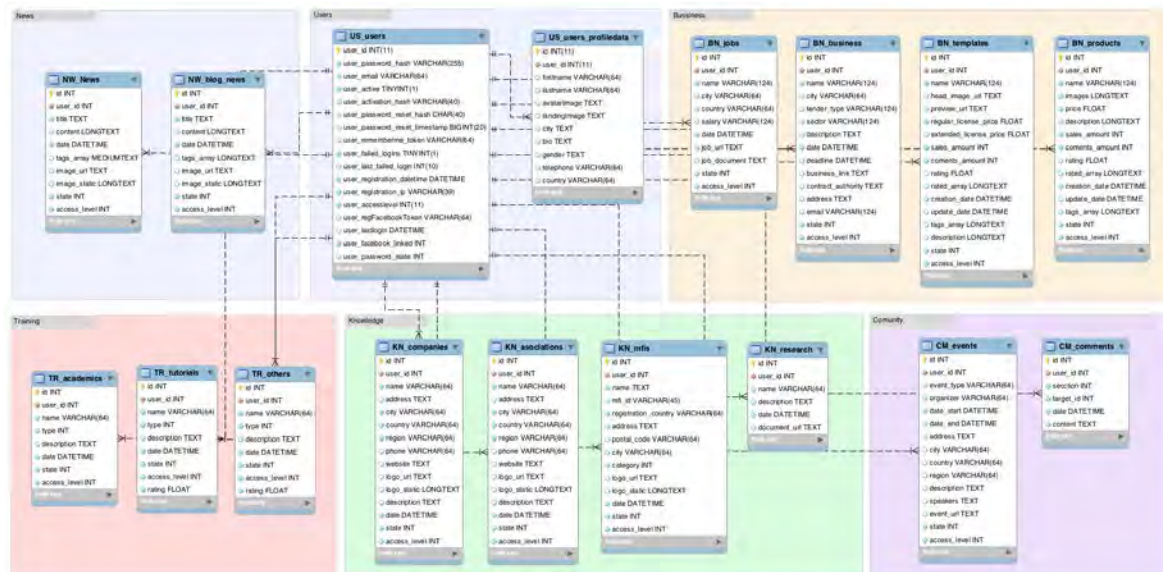 News
NW_News
id INT
user_id INT
title TEXT
content LONGTEXT
date DATETIME
tags_array MEDIUMTEXT
image_url TEXT
image_static LONGTEXT
state INT
access_level INT
NW_blog_news
id INT
user_id INT
title TEXT
content LONGTEXT
date DATETIME
tags_array LONGTEXT
image_url TEXT
image_static LONGTEXT
state INT
access_level INT
Users
US_users
user_id INT(11)
user_password_hash VARCHAR(255)
user_email VARCHAR(64)
user_active TINYINT(1)
user_activation_hash VARCHAR(40)
user_password_reset_hash CHAR(40)
user_password_reset_timestamp BIGINT(20)
user_rememberme_token VARCHAR(64)
user_failed_logins TINYINT(1)
user_last_failed_login INT(10)
user_registration_datetime DATETIME
user_registration_ip VARCHAR(39)
user_accesslevel INT(11)
user_regFacebookToken VARCHAR(64)
user_lastlogin DATETIME
user_facebook_linked INT
user_password_state INT
US_users_profiledata
id INT(11)
user_id INT(11)
firstname VARCHAR(64)
lastname VARCHAR(64)
avatarImage TEXT
landingImage TEXT
city TEXT
bio TEXT
gender TEXT
telephone VARCHAR(64)
country VARCHAR(64)
Bussiness
BN_jobs
id INT
user_id INT
name VARCHAR(124)
city VARCHAR(64)
country VARCHAR(64)
salary VARCHAR(124)
date DATETIME
job_url TEXT
job_document TEXT
state INT
access_level INT
BN_business
id INT
user_id INT
name VARCHAR(124)
city VARCHAR(64)
tender_type VARCHAR(124)
sector VARCHAR(124)
description TEXT
date DATETIME
deadline DATETIME
business_link TEXT
contract_authority TEXT
address TEXT
email VARCHAR(124)
state INT
access_level INT
BN_templates
id INT
user_id INT
name VARCHAR(124)
head_image_url TEXT
preview_url TEXT
regular_license_price FLOAT
extended_license_price FLOAT
sales_amount INT
coments_amount INT
rating FLOAT
rated_array LONGTEXT
creation_date DATETIME
update_date DATETIME
tags_array LONGTEXT
description LONGTEXT
state INT
access_level INT
BN_products
id INT
user_id INT
name VARCHAR(124)
images LONGTEXT
price FLOAT
description LONGTEXT
sales_amount INT
coments_amount INT
rating FLOAT
rated_array LONGTEXT
creation_date DATETIME
update_date DATETIME
tags_array LONGTEXT
state INT
access_level INT
Training
TR_academics
id INT
user_id INT
name VARCHAR(64)
type INT
description TEXT
date DATETIME
state INT
access_level INT
TR_tutorials
id INT
user_id INT
name VARCHAR(64)
type INT
description TEXT
date DATETIME
state INT
access_level INT
rating FLOAT
TR_others
id INT
user_id INT
name VARCHAR(64)
type INT
description TEXT
date DATETIME
state INT
access_level INT
rating FLOAT
Knowledge
KN_companies
id INT
user_id INT
name VARCHAR(64)
address TEXT
city VARCHAR(64)
country VARCHAR(64)
region VARCHAR(64)
phone VARCHAR(64)
website TEXT
logo_url TEXT
logo_static LONGTEXT
description TEXT
date DATETIME
state INT
access_level INT
KN_asociations
id INT
user_id INT
name VARCHAR(64)
address TEXT
city VARCHAR(64)
country VARCHAR(64)
region VARCHAR(64)
phone VARCHAR(64)
website TEXT
logo_url TEXT
logo_static LONGTEXT
description TEXT
date DATETIME
state INT
access_level INT
KN_mfis
id INT
user_id INT
name TEXT
mfi_id VARCHAR(45)
registration_country VARCHAR(64)
address TEXT
postal_code VARCHAR(64)
city VARCHAR(64)
category INT
logo_url TEXT
logo_static LONGTEXT
date DATETIME
state INT
access_level INT
KN_research
id INT
user_id INT
name VARCHAR(64)
description TEXT
date DATETIME
document_url TEXT
Comunity
CM_events
id INT
user_id INT
event_type VARCHAR(64)
organizer VARCHAR(64)
date_start DATETIME
date_end DATETIME
address TEXT
city VARCHAR(64)
country VARCHAR(64)
region VARCHAR(64)
description TEXT
speakers TEXT
event_url TEXT
state INT
access_level INT
CM_comments
id INT
user_id INT
section INT
target_id INT
date DATETIME
content TEXT